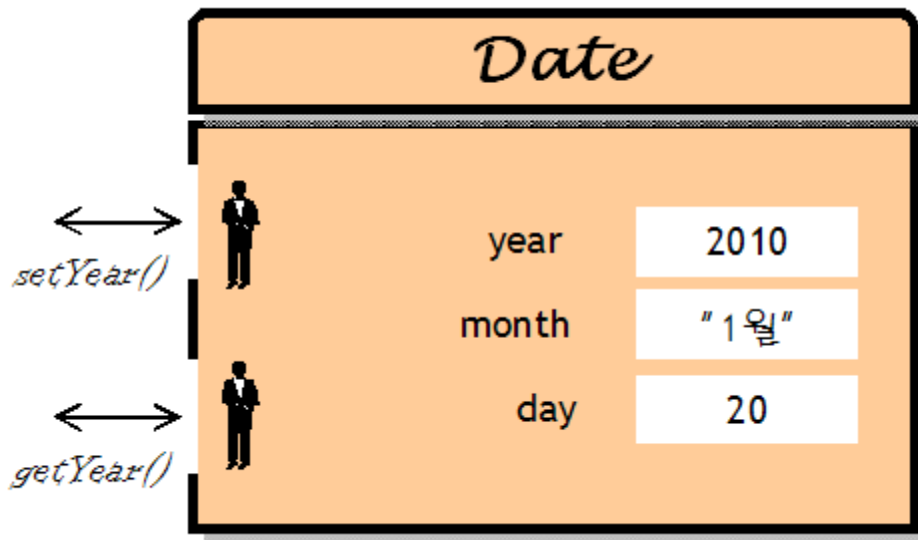 Date
setYear()
year 2010
month "1월"
day 20
getYear()